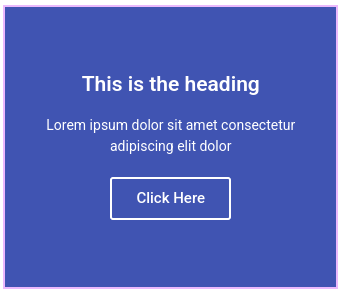 This is the heading
Lorem ipsum dolor sit amet consectetur
adipiscing elit dolor
Click Here